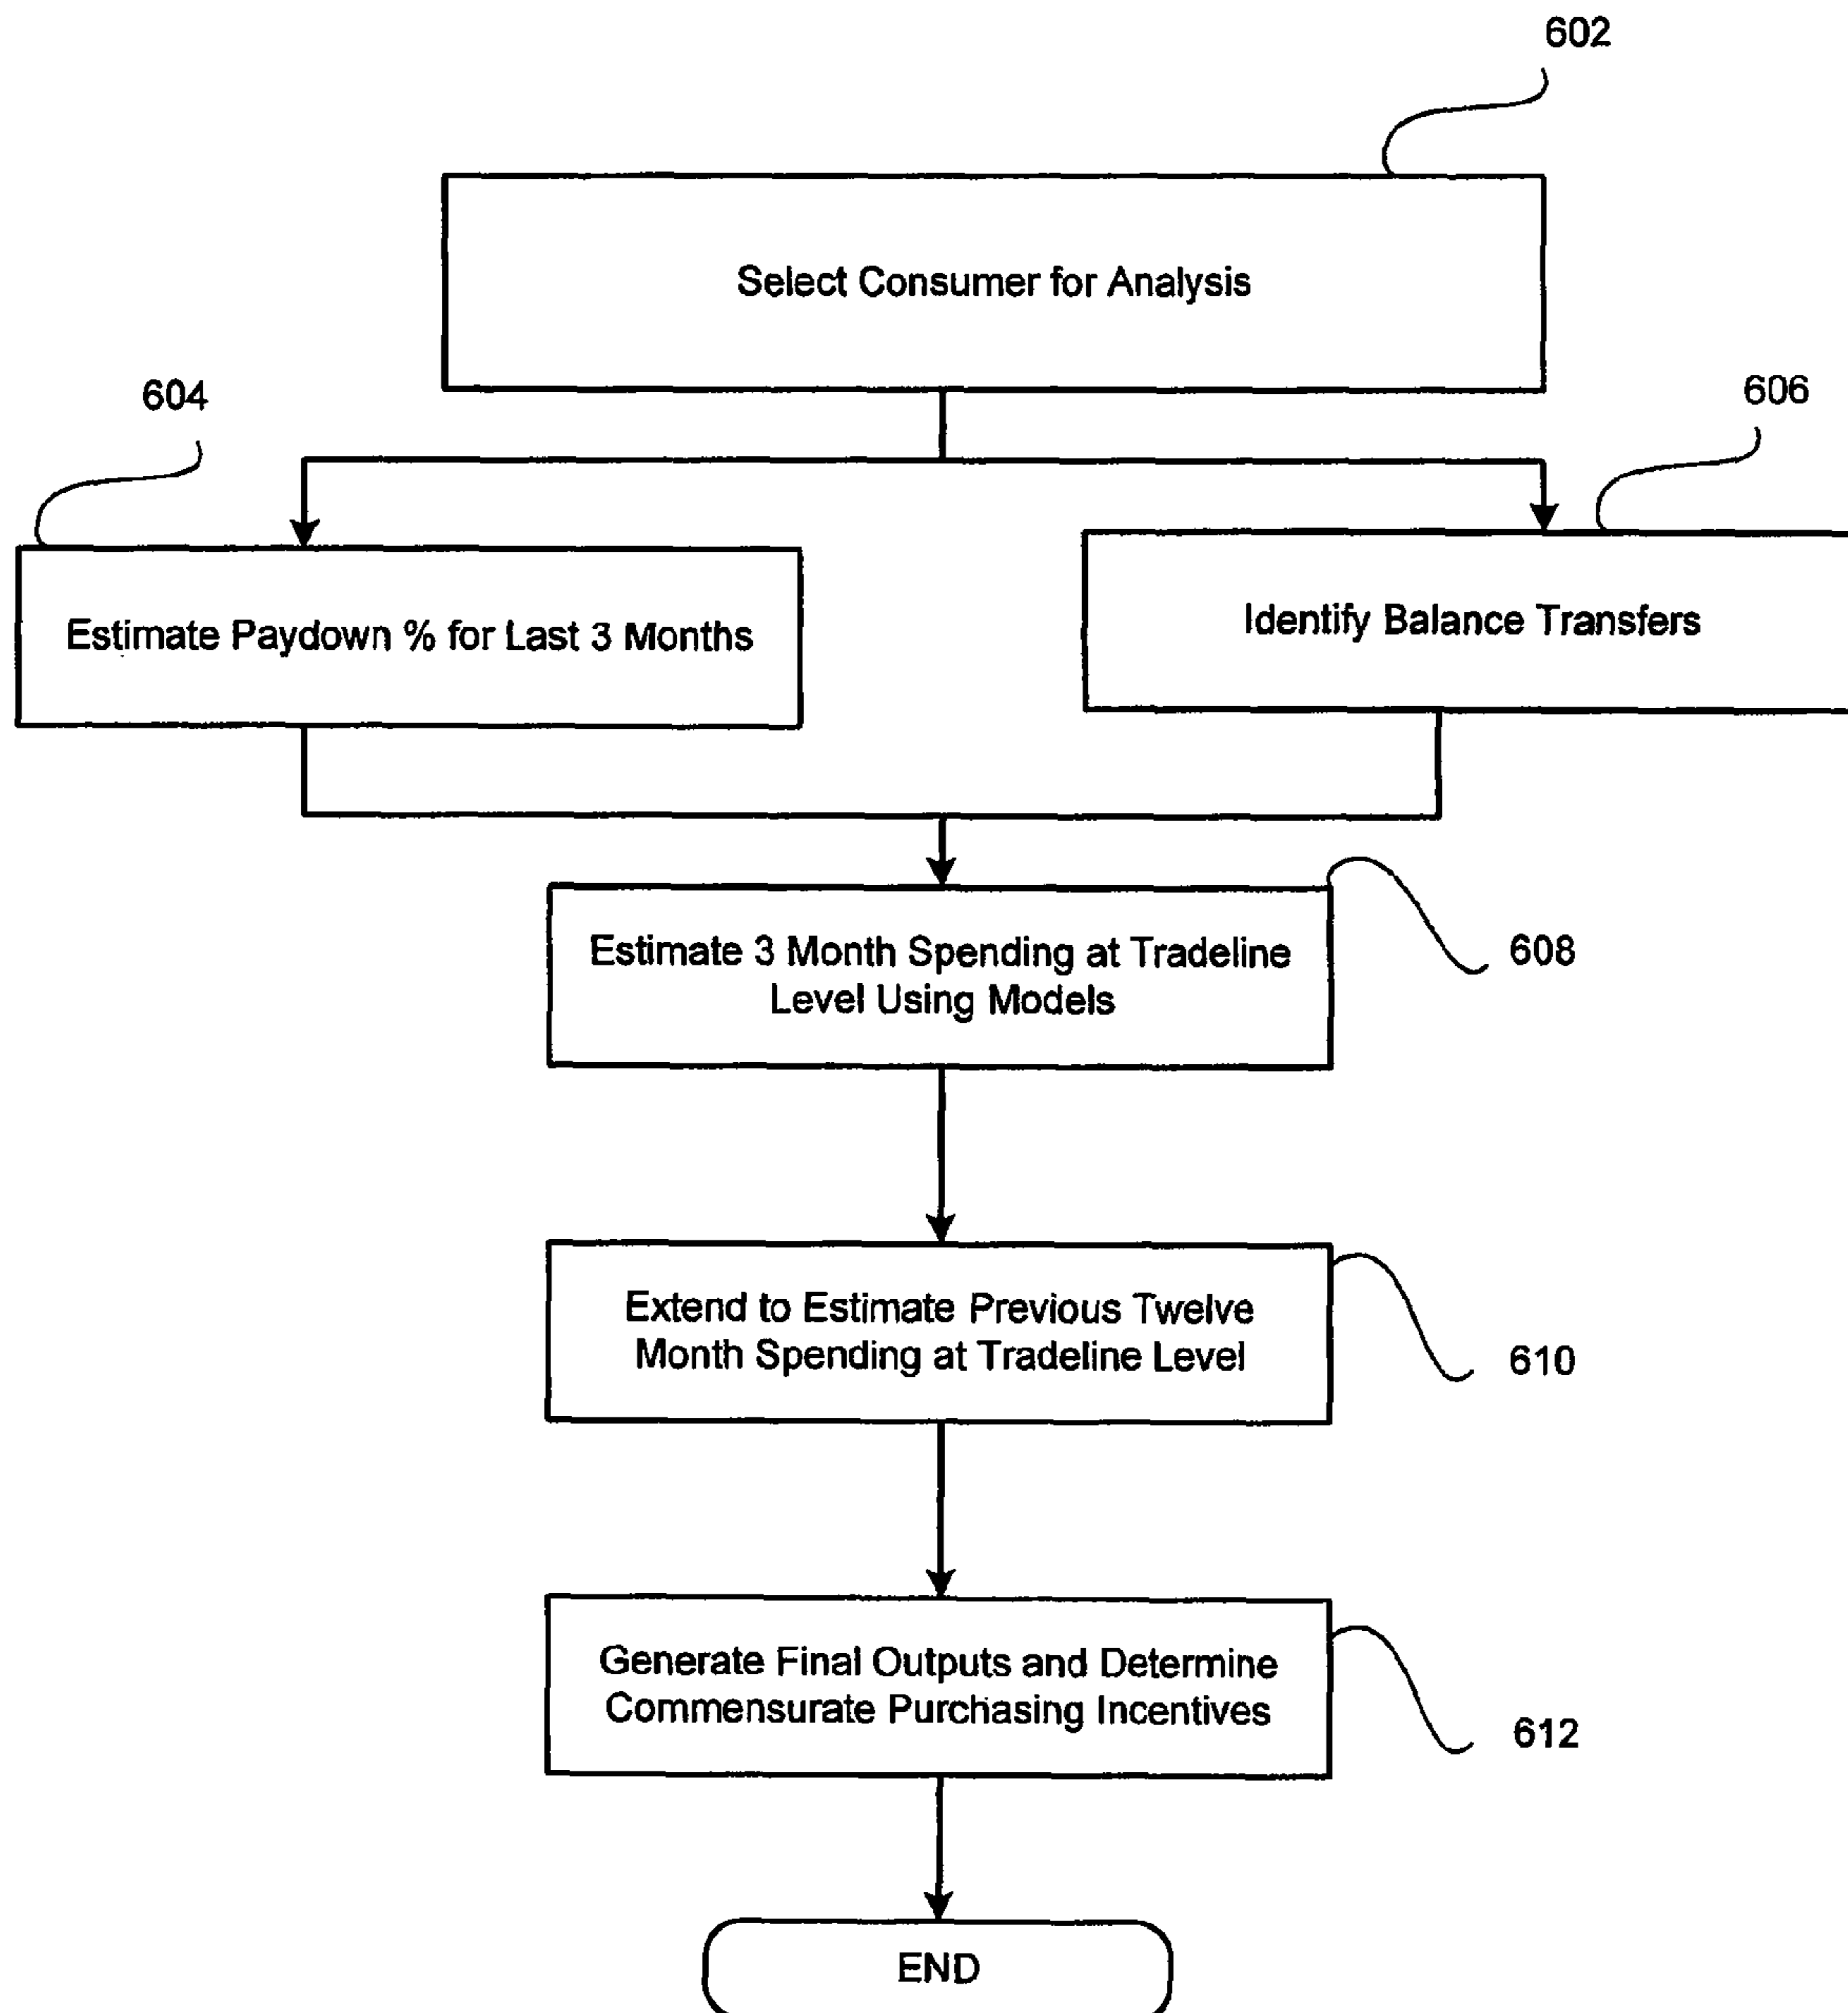 602
Select Consumer for Analysis
604
606
Estimate Paydown % for Last 3 Months
Identify Balance Transfers
Estimate 3 Month Spending at Tradeline
Level Using Models
608
Extend to Estimate Previous Twelve
Month Spending at Tradeline Level
610
Generate Final Outputs and Determine
Commensurate Purchasing Incentives
612
END